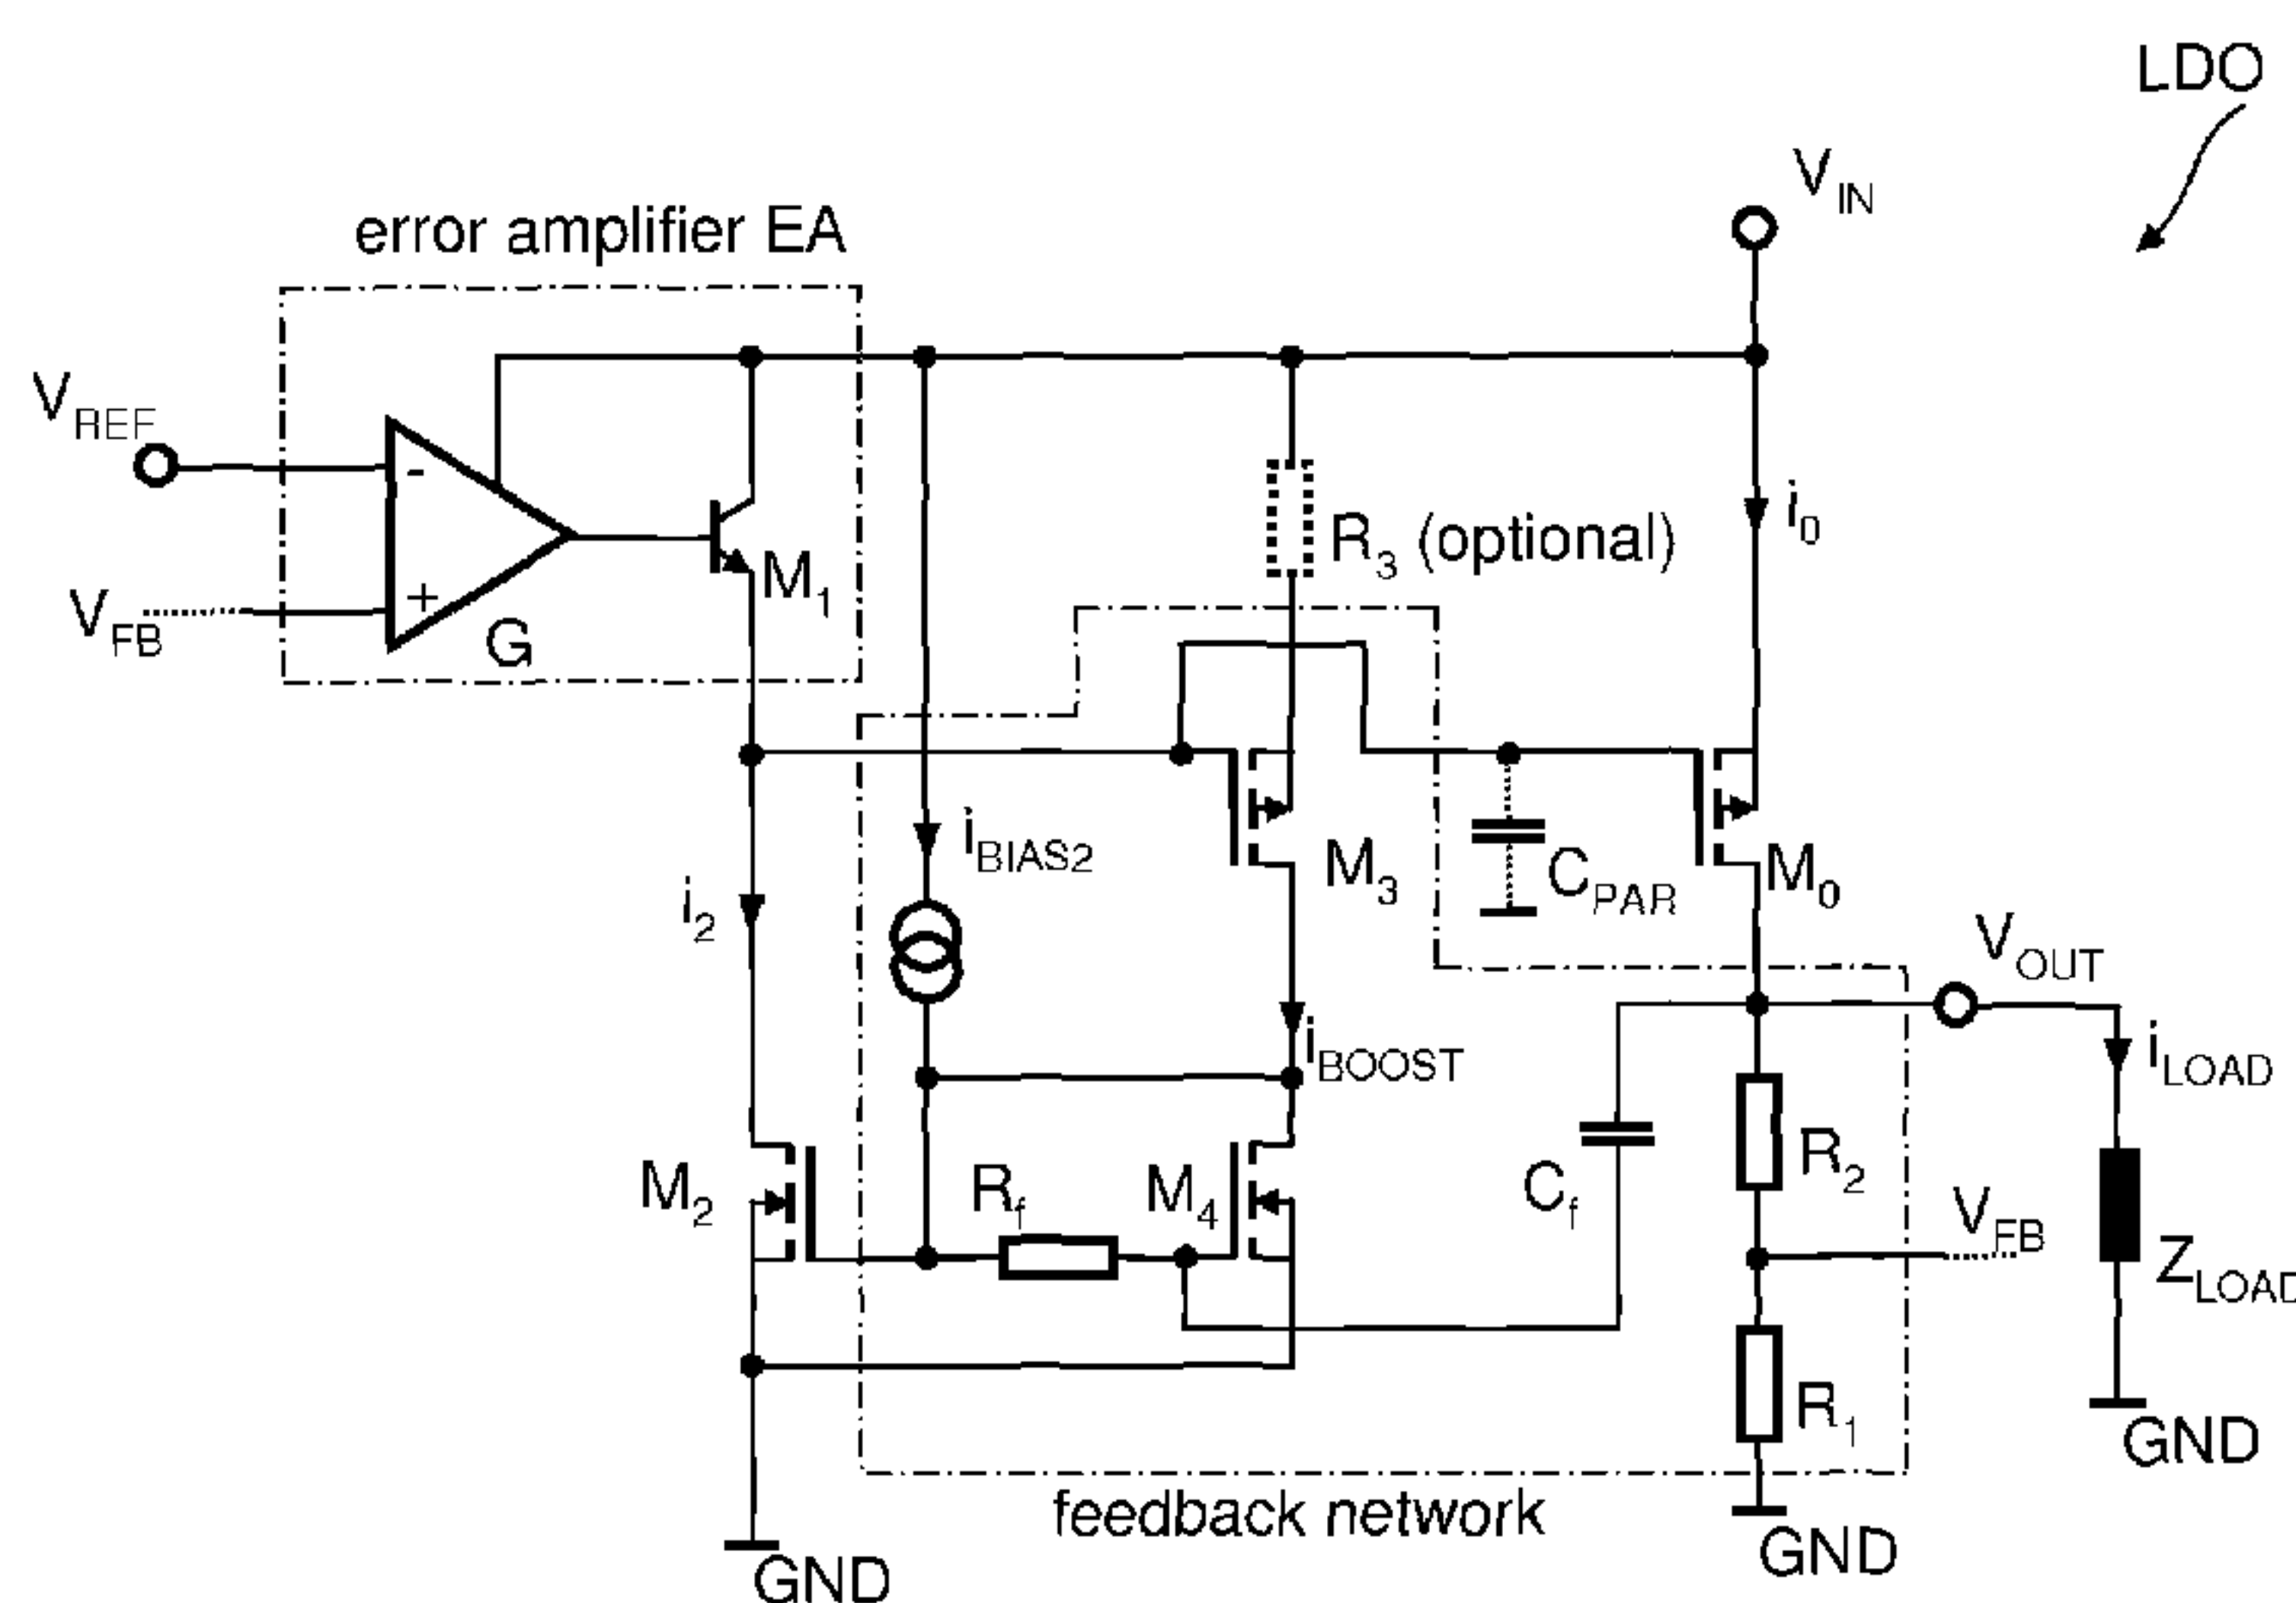 LDO
V_IN
error amplifier EA
V_REF
-
i_0
R_3 (optional)
M_1
+
V_FB
G
i_BIAS2
M_3
C_PAR
M_0
i_2
V_OUT
i_BOOST
i_LOAD
M_2
R_f
M_4
C_f
R_2
V_FB
Z_LOAD
R_1
GND
feedback network
GND
GND